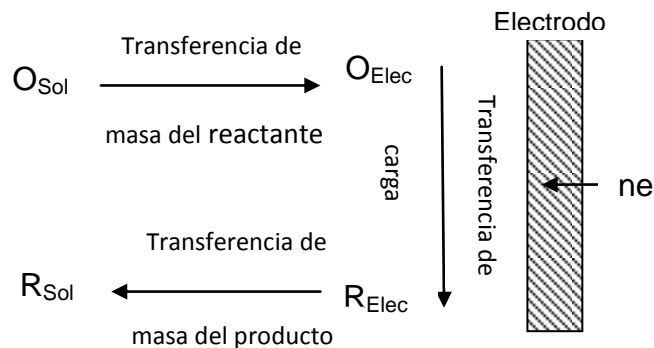 Electrodo
Transferencia de
O_Sol
O_Elec
masa del reactante
Transferencia de
carga
ne
Transferencia de
R_Sol
R_Elec
masa del producto